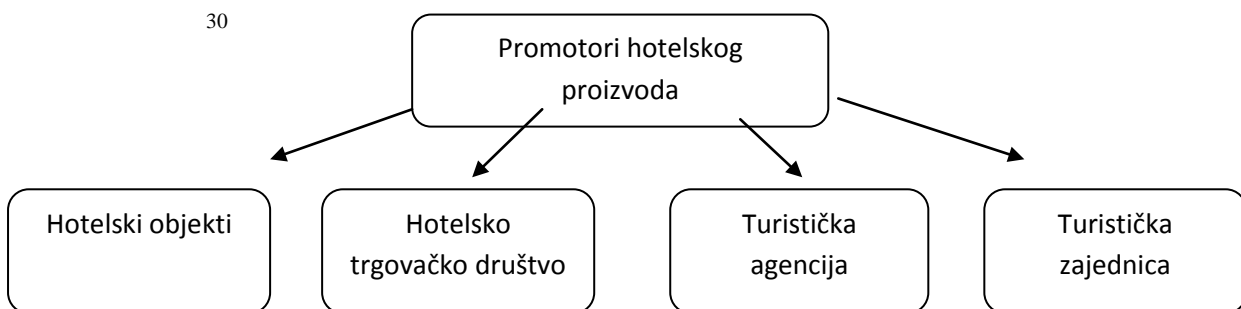 30
Promotori hotelskog
proizvoda
Hotelski objekti
Hotelsko
trgovačko društvo
Turistička
agencija
Turistička
zajednica